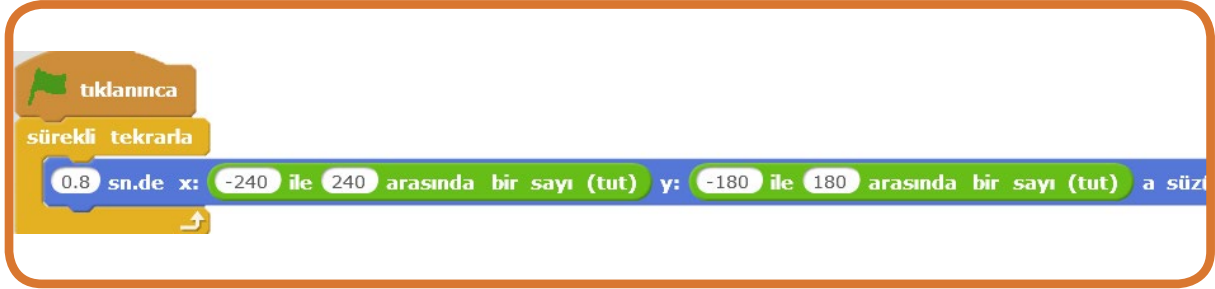 tıklanınca
sürekli tekrarla
0.8 sn.de x: -240 ile 240 arasında bir sayı (tut) y: -180 ile 180 arasında bir sayı (tut) a